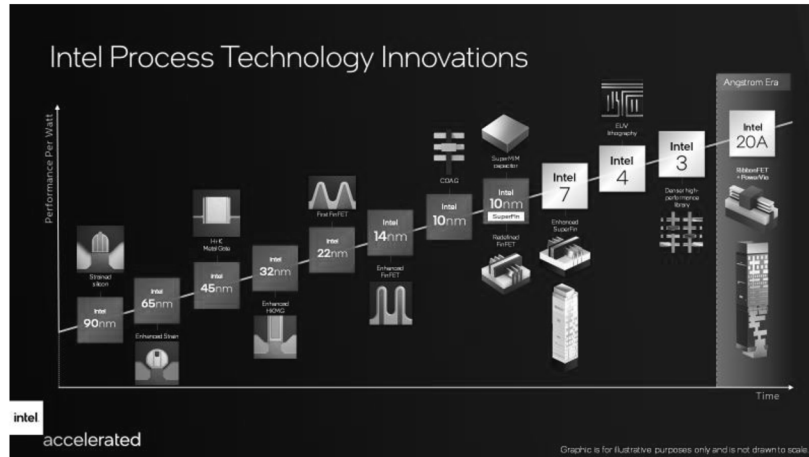 Intel Process Technology Innovations
Performance Per Watt
Strained
silicon
Intel
90nm
Intel
65nm
Enhanced Strain
Hi-K
Metal Gate
Intel
45nm
Intel
32nm
Enhanced
HKMG
First FinFET
Intel
22nm
Intel
14nm
Enhanced
FinFET
COAG
Intel
10nm
SuperMIM
capacitor
Intel
10nm
SuperFin
Redefined
FinFET
Intel
7
Enhanced
SuperFin
EUV
lithography
Intel
4
Intel
3
Denser high-
performance
library
Angstrom Era
Intel
20A
RibbonFET
+ PowerVia
Time
intel.
accelerated
Graphic is for illustrative purposes only and is not drawn to scale